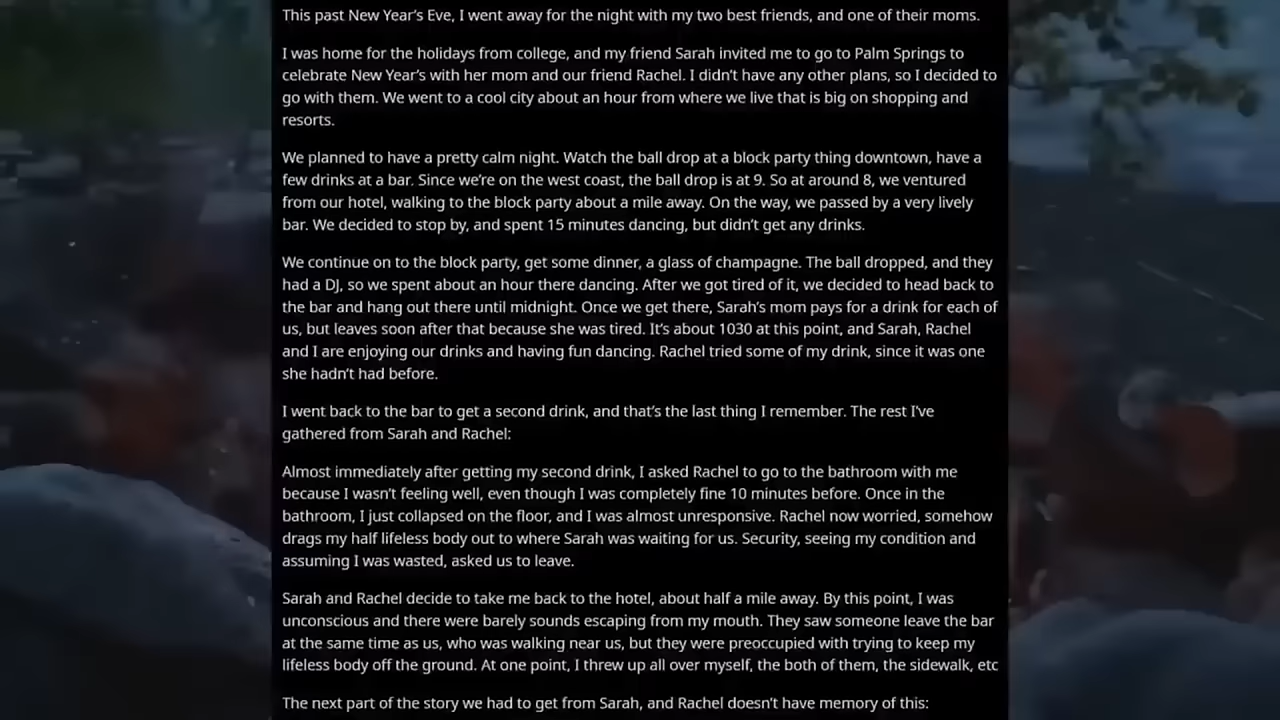 This past New Year’s Eve, I went away for the night with my two best friends, and one of their moms.
I was home for the holidays from college, and my friend Sarah invited me to go to Palm Springs to
celebrate New Year’s with her mom and our friend Rachel. I didn’t have any other plans, so I decided to
go with them. We went to a cool city about an hour from where we live that is big on shopping and
resorts.
We planned to have a pretty calm night. Watch the ball drop at a block party thing downtown, have a
few drinks at a bar. Since we’re on the west coast, the ball drop is at 9. So at around 8, we ventured
from our hotel, walking to the block party about a mile away. On the way, we passed by a very lively
bar. We decided to stop by, and spent 15 minutes dancing, but didn’t get any drinks.
We continue on to the block party, get some dinner, a glass of champagne. The ball dropped, and they
had a DJ, so we spent about an hour there dancing. After we got tired of it, we decided to head back to
the bar and hang out there until midnight. Once we get there, Sarah’s mom pays for a drink for each of
us, but leaves soon after that because she was tired. It’s about 1030 at this point, and Sarah, Rachel
and I are enjoying our drinks and having fun dancing. Rachel tried some of my drink, since it was one
she hadn’t had before.
I went back to the bar to get a second drink, and that’s the last thing I remember. The rest I’ve
gathered from Sarah and Rachel:
Almost immediately after getting my second drink, I asked Rachel to go to the bathroom with me
because I wasn’t feeling well, even though I was completely fine 10 minutes before. Once in the
bathroom, I just collapsed on the floor, and I was almost unresponsive. Rachel now worried, somehow
drags my half lifeless body out to where Sarah was waiting for us. Security, seeing my condition and
assuming I was wasted, asked us to leave.
Sarah and Rachel decide to take me back to the hotel, about half a mile away. By this point, I was
unconscious and there were barely sounds escaping from my mouth. They saw someone leave the bar
at the same time as us, who was walking near us, but they were preoccupied with trying to keep my
lifeless body off the ground. At one point, I threw up all over myself, the both of them, the sidewalk, etc
The next part of the story we had to get from Sarah, and Rachel doesn’t have memory of this: